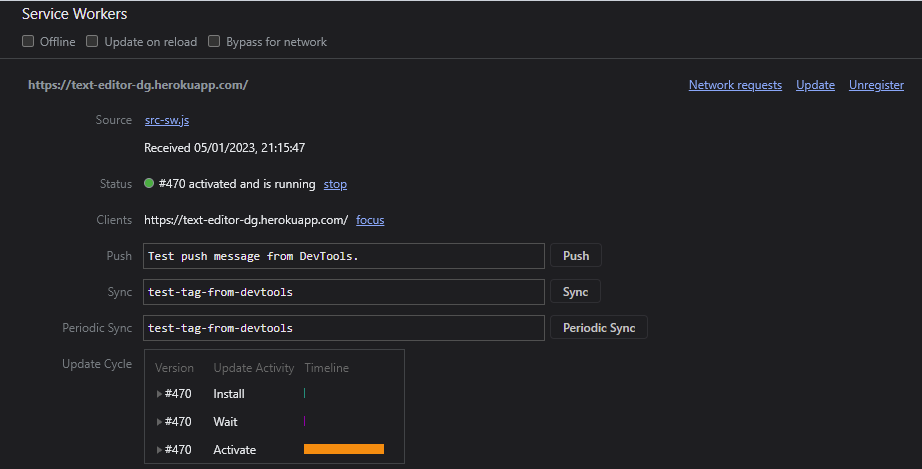 Service Workers
Offline Update on reload Bypass for network
https://text-editor-dg.herokuapp.com/ Network requests Update Unregister
Source src-sw.js
Received 05/01/2023, 21:15:47
Status #470 activated and is running stop
Clients https://text-editor-dg.herokuapp.com/ focus
Push Test push message from DevTools. Push
Sync test-tag-from-devtools Sync
Periodic Sync test-tag-from-devtools Periodic Sync
Update Cycle Version Update Activity Timeline
#470 Install
#470 Wait
#470 Activate